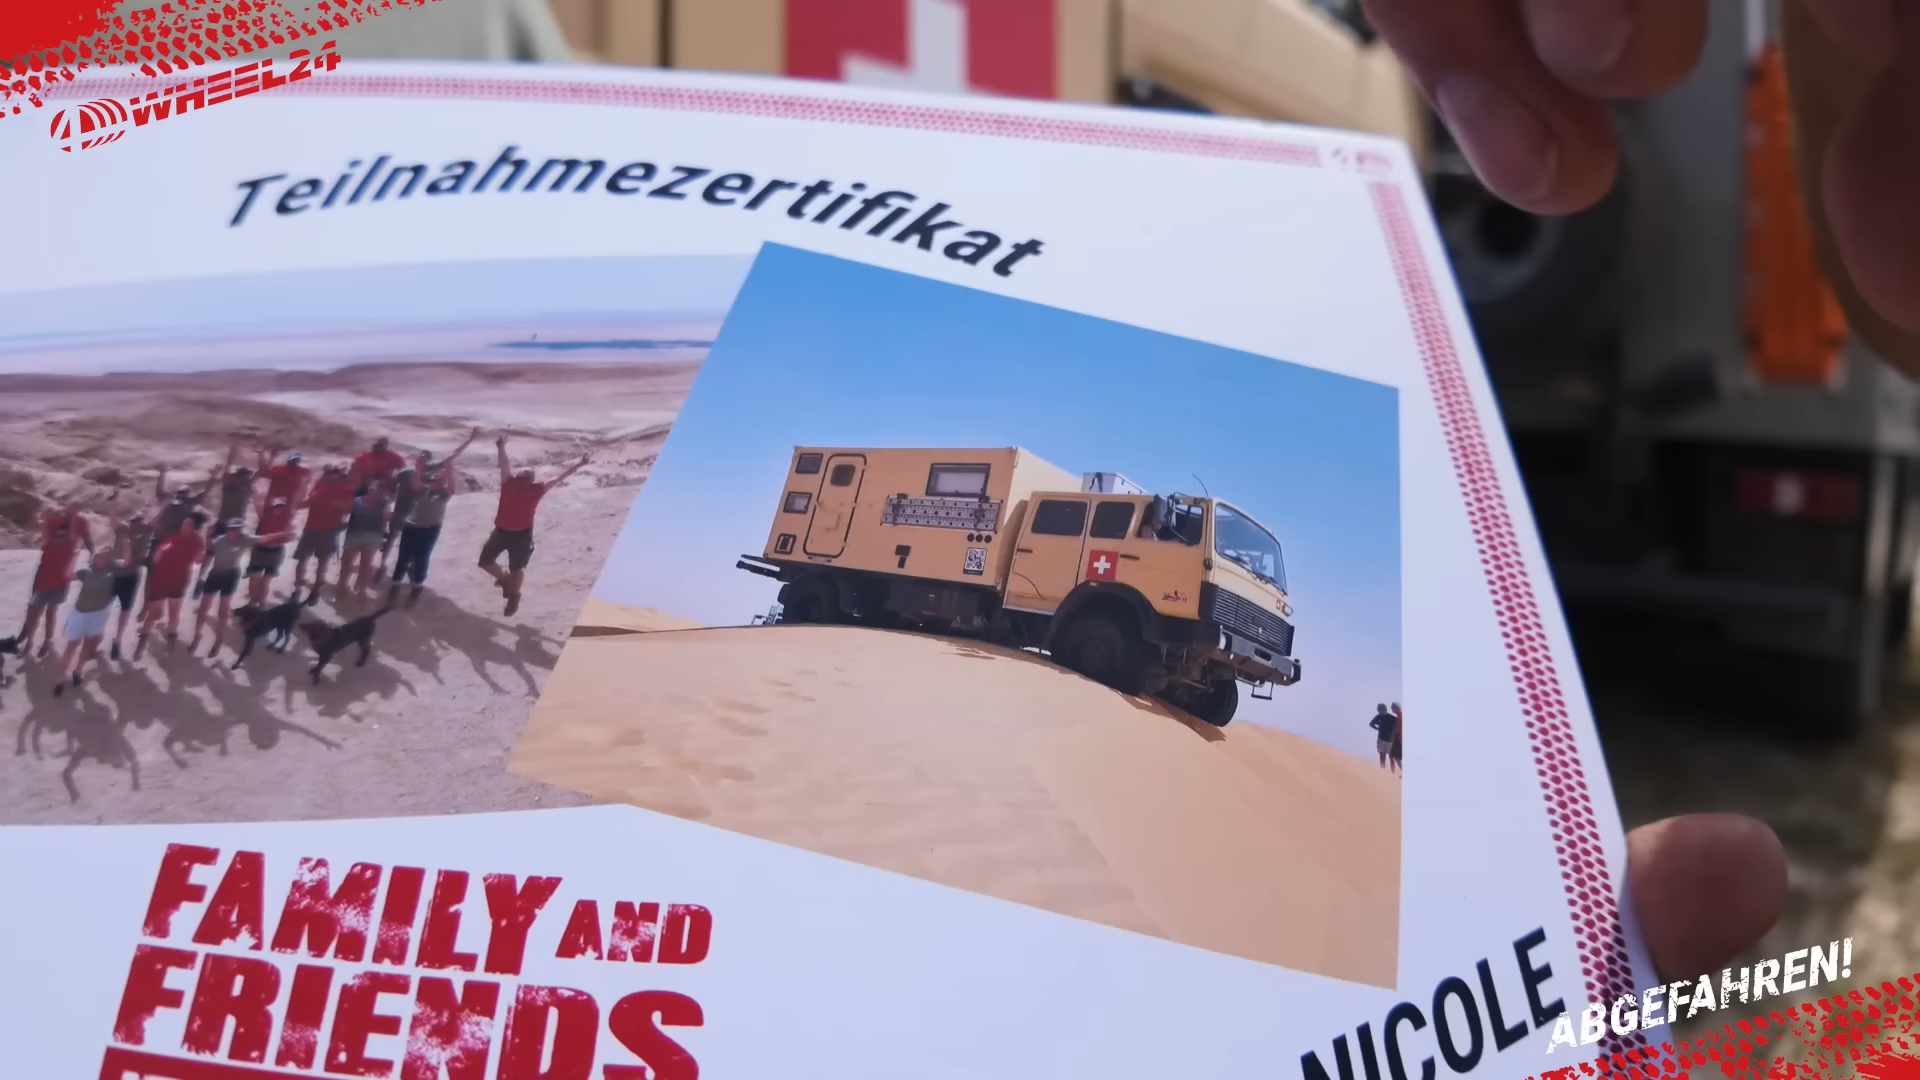 4WHEEL24
Teilnahmezertifikat
FAMILY AND
FRIENDS
NICOLE
ABGEFAHREN!